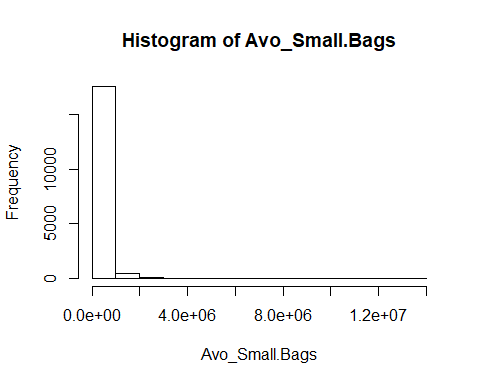 Histogram of Avo_Small.Bags
Frequency
10000
5000
0
0.0e+00 4.0e+06 8.0e+06 1.2e+07
Avo_Small.Bags